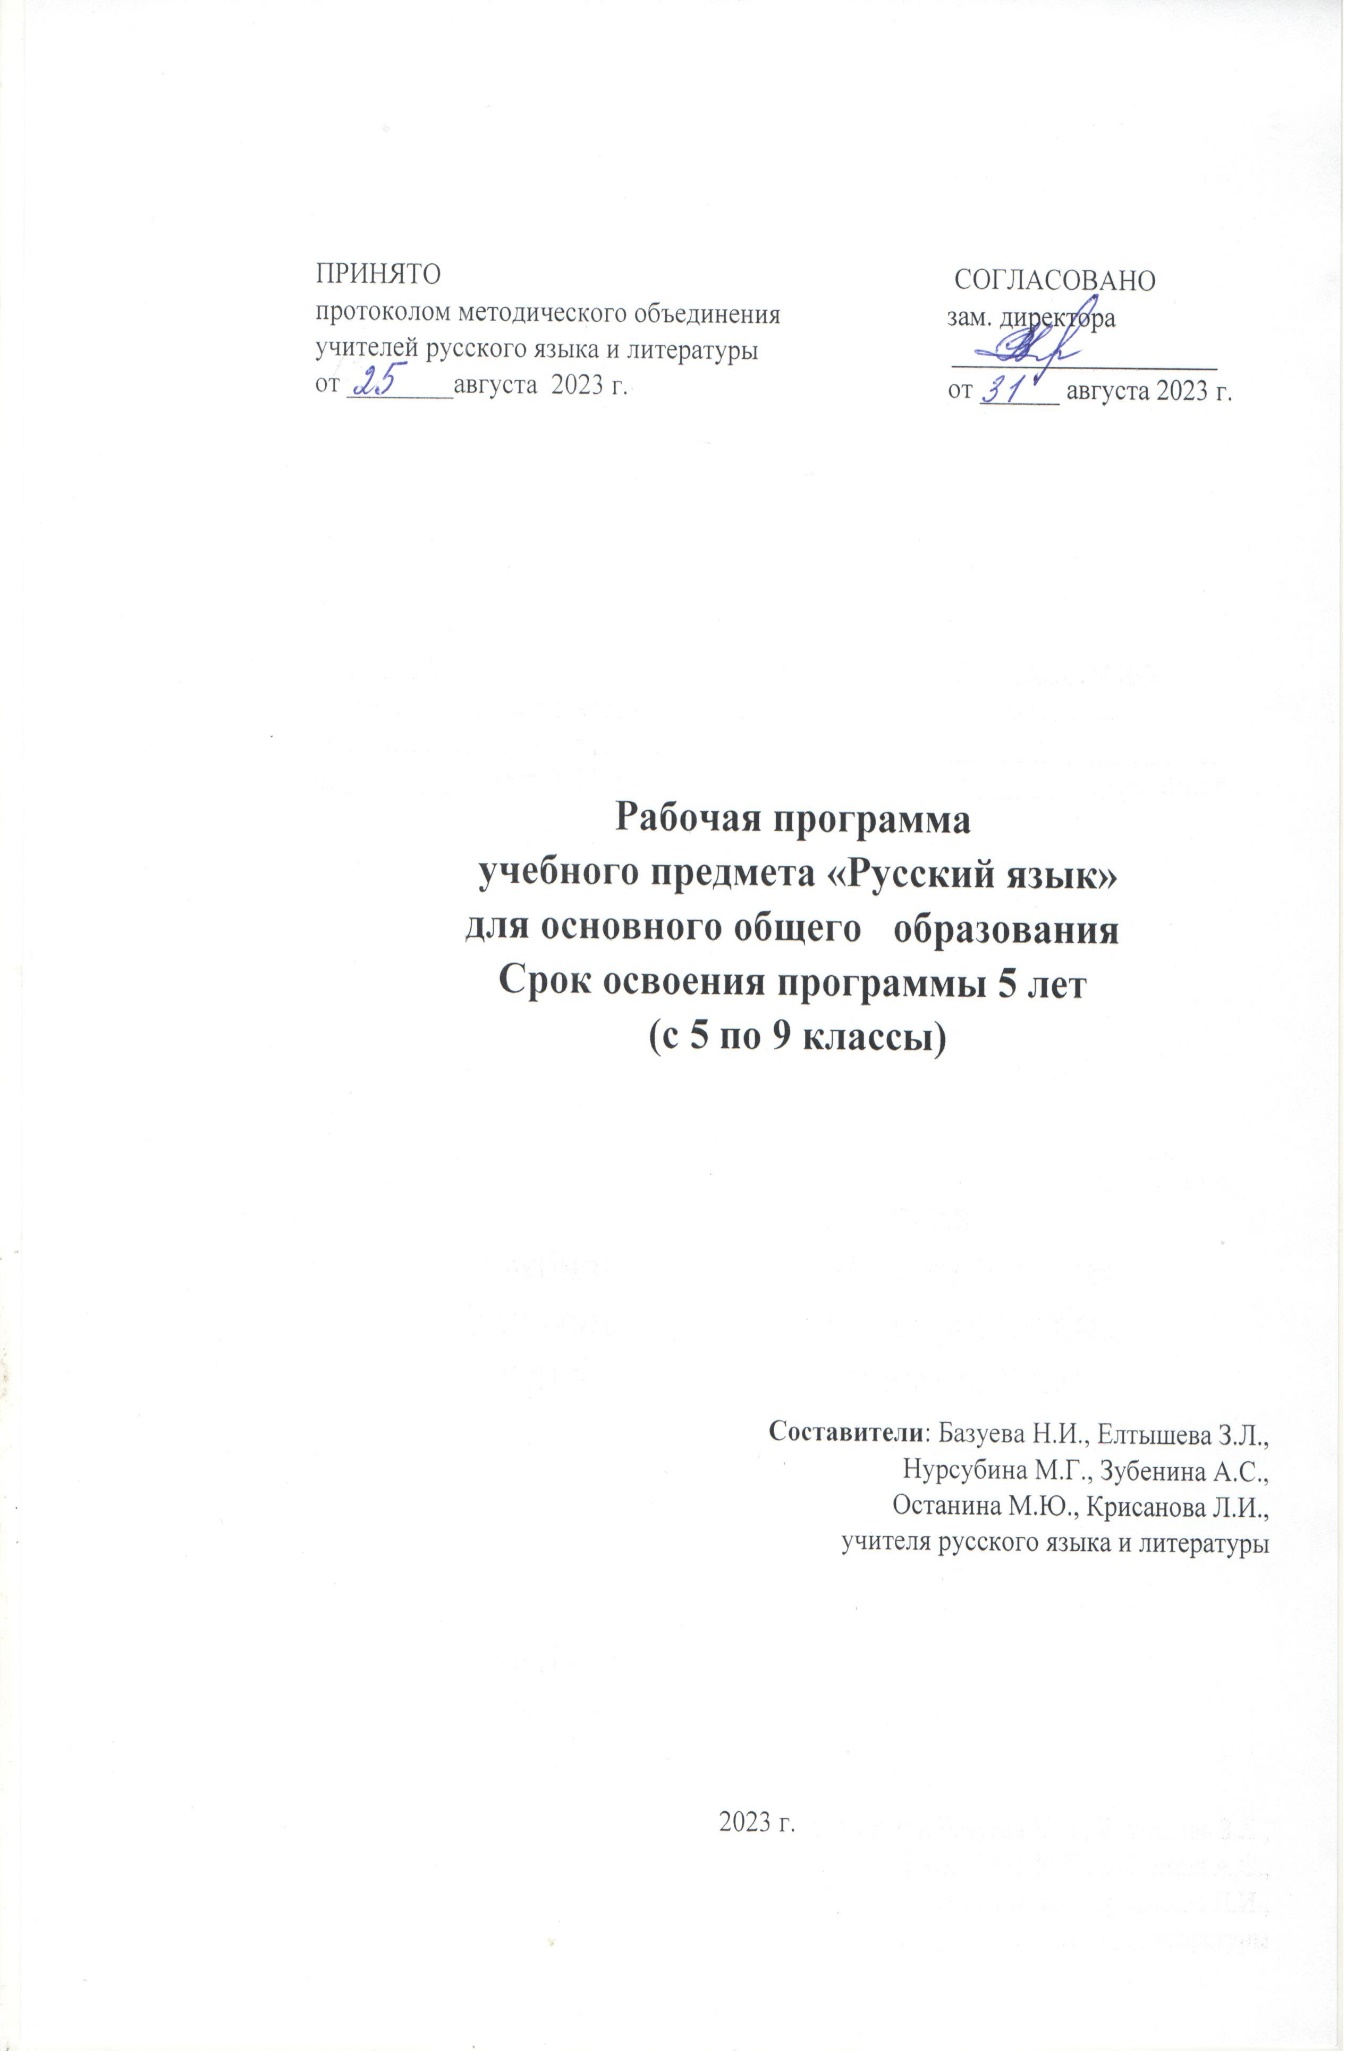 ПРИНЯТО
протоколом методического объединения
учителей русского языка и литературы
от 25 августа 2023 г.
СОГЛАСОВАНО
зам. директора
от 31 августа 2023 г.
Рабочая программа
учебного предмета «Русский язык»
для основного общего образования
Срок освоения программы 5 лет
(с 5 по 9 классы)
Составители: Базуева Н.И., Елтышева З.Л.,
Нурсубина М.Г., Зубенина А.С.,
Останина М.Ю., Крисанова Л.И.,
учителя русского языка и литературы
2023 г.